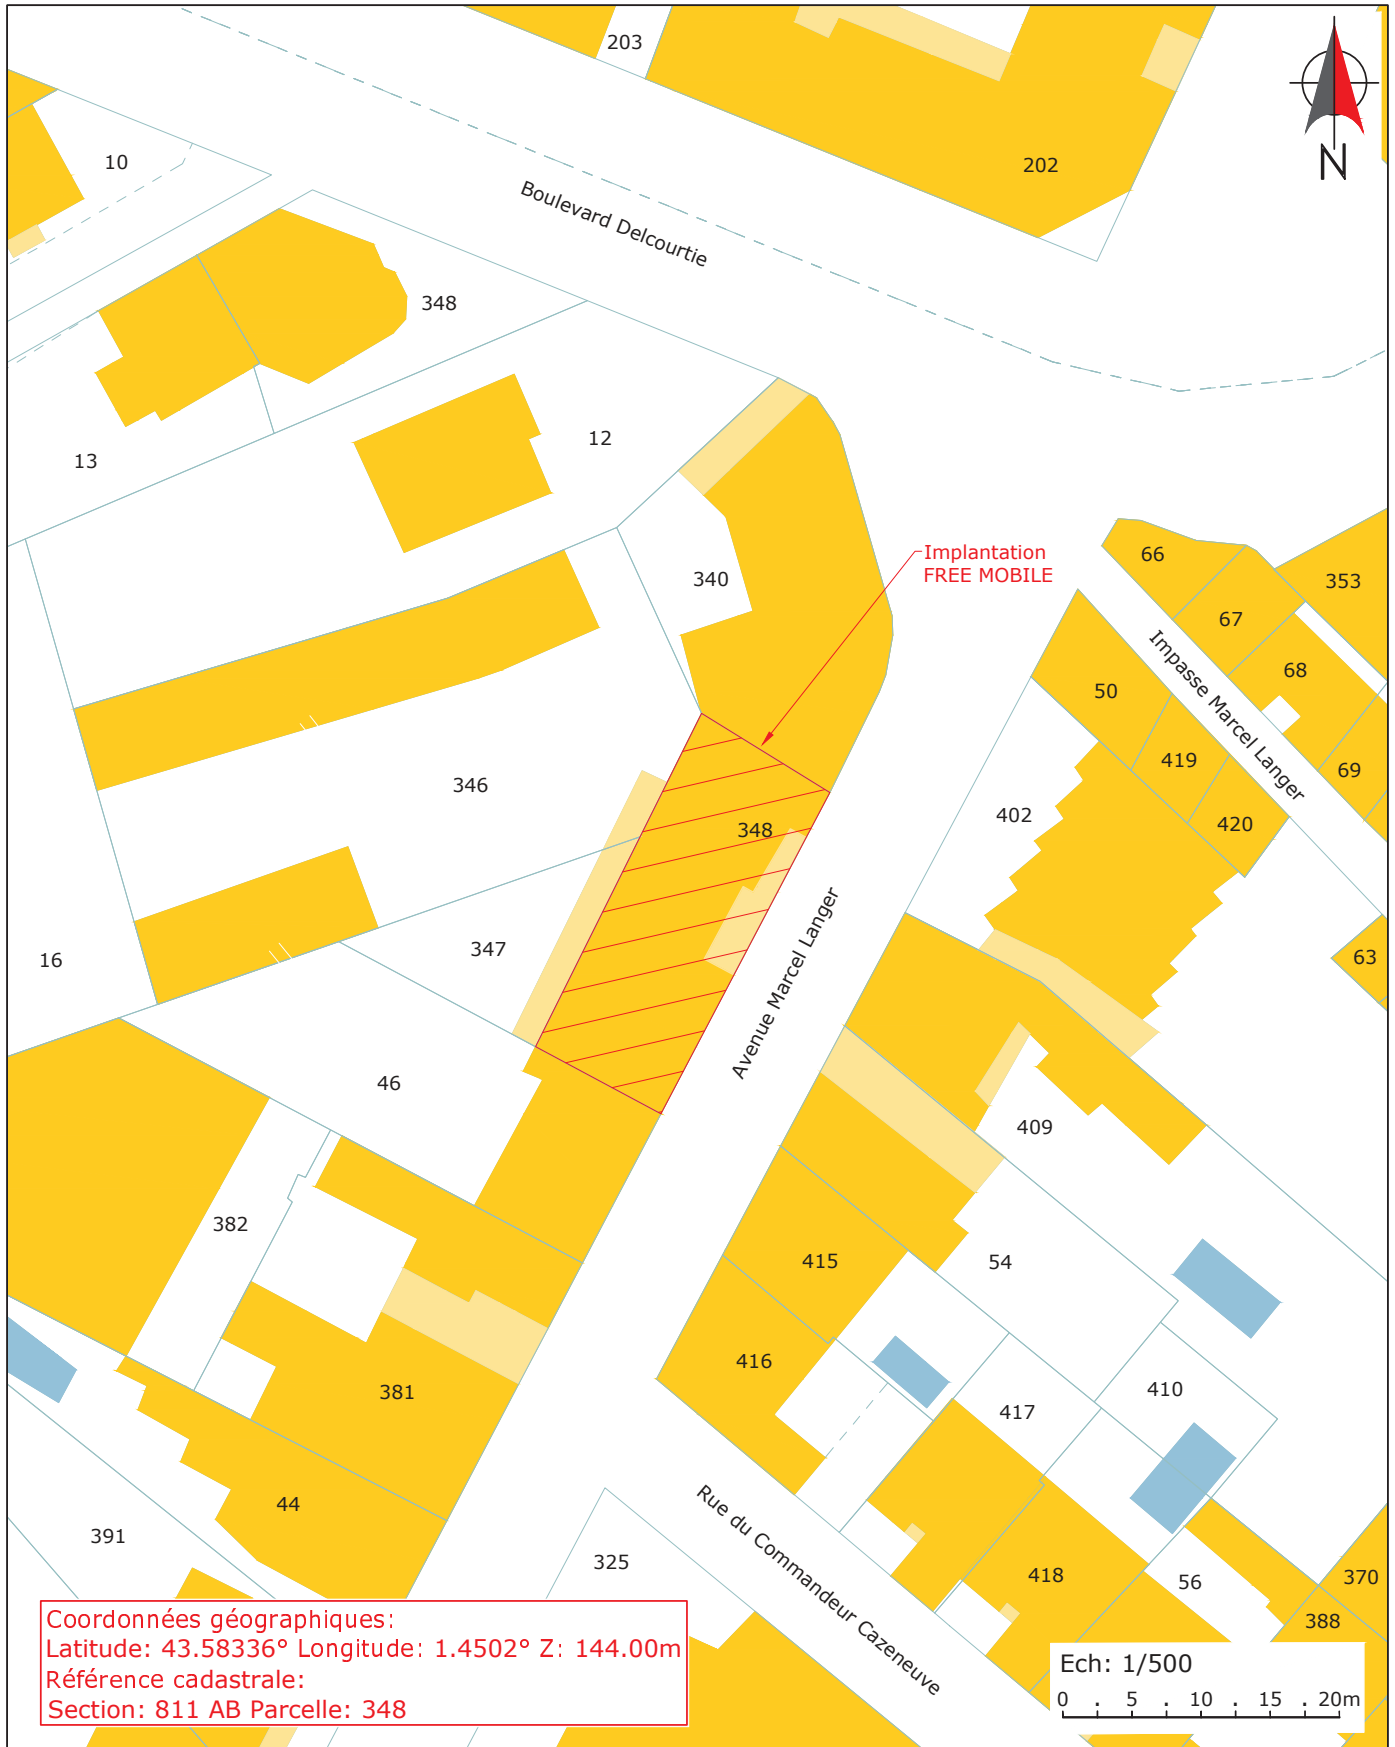 203
N
10
202
Boulevard Delcourtie
348
12
13
Implantation
FREE MOBILE
66
353
340
67
Impasse Marcel Langer
68
50
419
69
346
402
348
420
Avenue Marcel Langer
347
16
63
46
409
382
415
54
416
381
410
417
44
Rue du Commandeur Cazeneuve
391
325
418
56
370
388
Coordonnées géographiques:
Latitude: 43.58336° Longitude: 1.4502° Z: 144.00m
Référence cadastrale:
Section: 811 AB Parcelle: 348
Ech: 1/500
0 . 5 . 10 . 15 . 20m